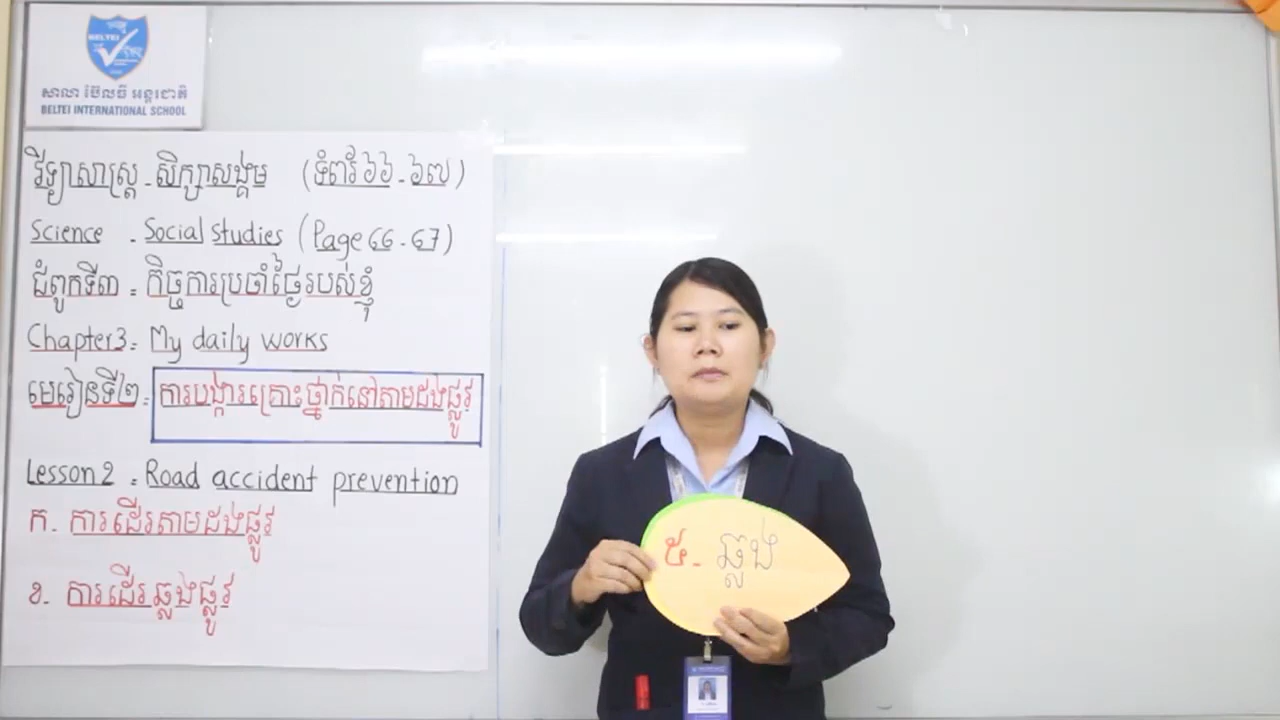 BELTEI
សាលា ប៊ែលធី អន្តរជាតិ
BELTEI INTERNATIONAL SCHOOL
វិទ្យាសាស្ត្រ - សិក្សាសង្គម (ទំព័រ ៦៦ - ៦៧)
Science - Social studies (Page 66 - 67)
ជំពូកទី៣ = កិច្ចការប្រចាំថ្ងៃរបស់ខ្ញុំ
Chapter3 = My daily works
មេរៀនទី២ = ការបង្ការគ្រោះថ្នាក់នៅតាមដងផ្លូវ
Lesson 2 = Road accident prevention
ក. ការដើរតាមដងផ្លូវ
ខ. ការដើរឆ្លងផ្លូវ
៥. ឆ្លង